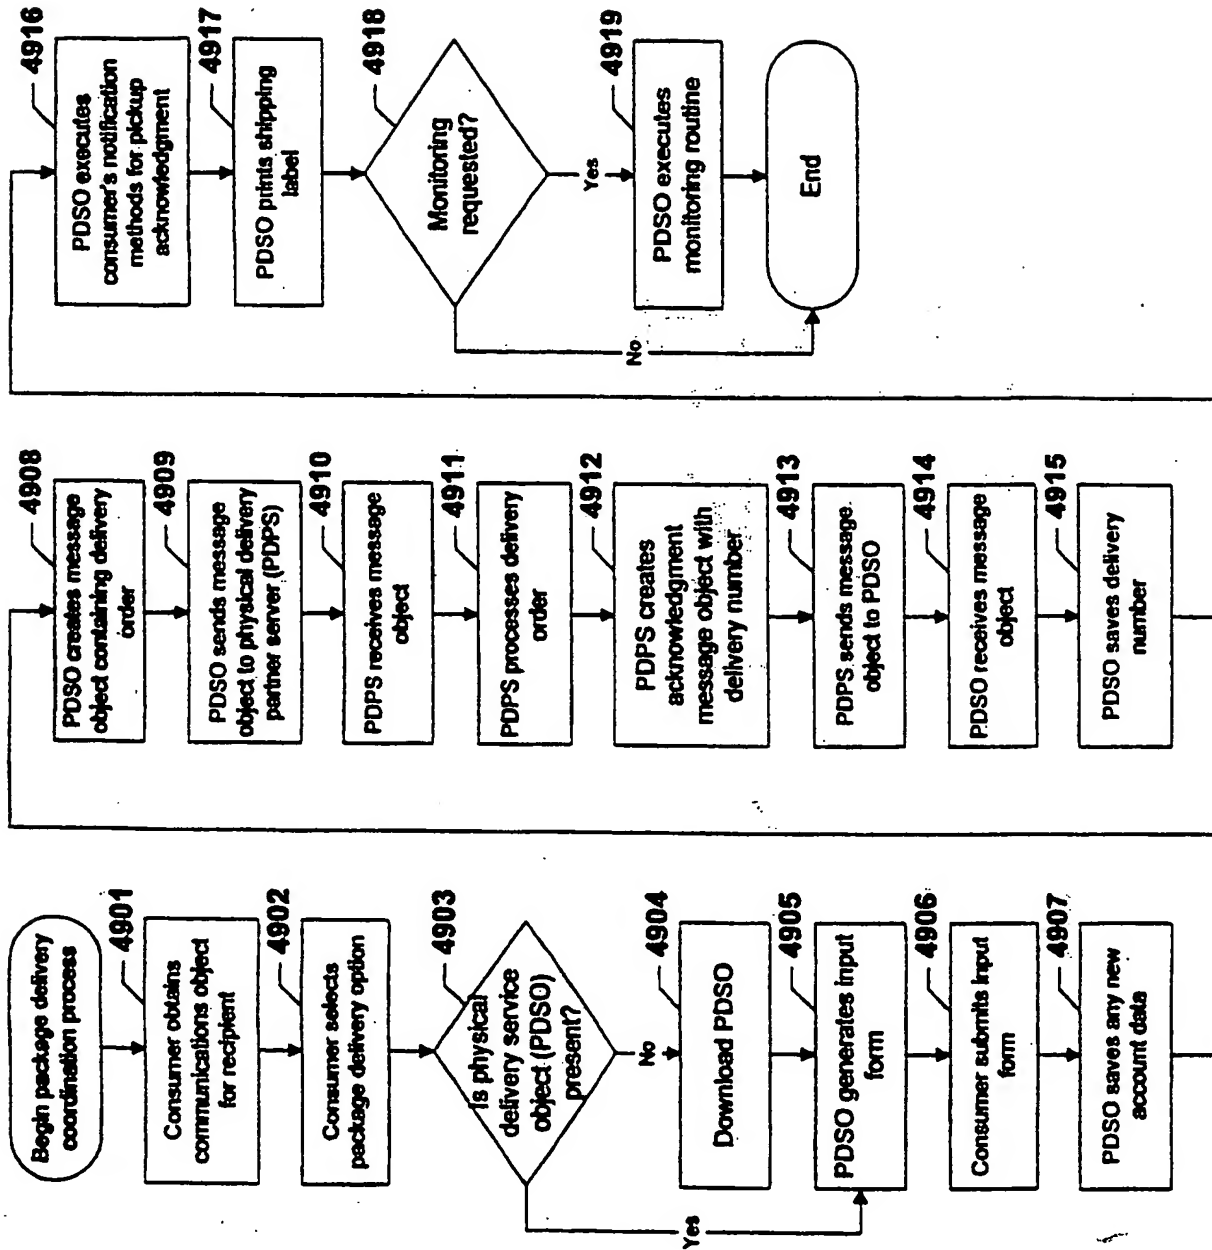 Begin package delivery
coordination process
4901
Consumer obtains
communications object
for recipient
4902
Consumer selects
package delivery option
4903
Is physical
delivery service
object (PDSO)
present?
No
Yes
4904
Download PDSO
4905
PDSO generates input
form
4906
Consumer submits input
form
4907
PDSO saves any new
account data
4908
PDSO creates message
object containing delivery
order
4909
PDSO sends message
object to physical delivery
partner server (PDPS)
4910
PDPS receives message
object
4911
PDPS processes delivery
order
4912
PDPS creates
acknowledgment
message object with
delivery number
4913
PDPS sends message
object to PDSO
4914
PDSO receives message
object
4915
PDSO saves delivery
number
4916
PDSO executes
consumer's notification
methods for pickup
acknowledgment
4917
PDSO prints shipping
label
4918
Monitoring
requested?
Yes
No
4919
PDSO executes
monitoring routine
End